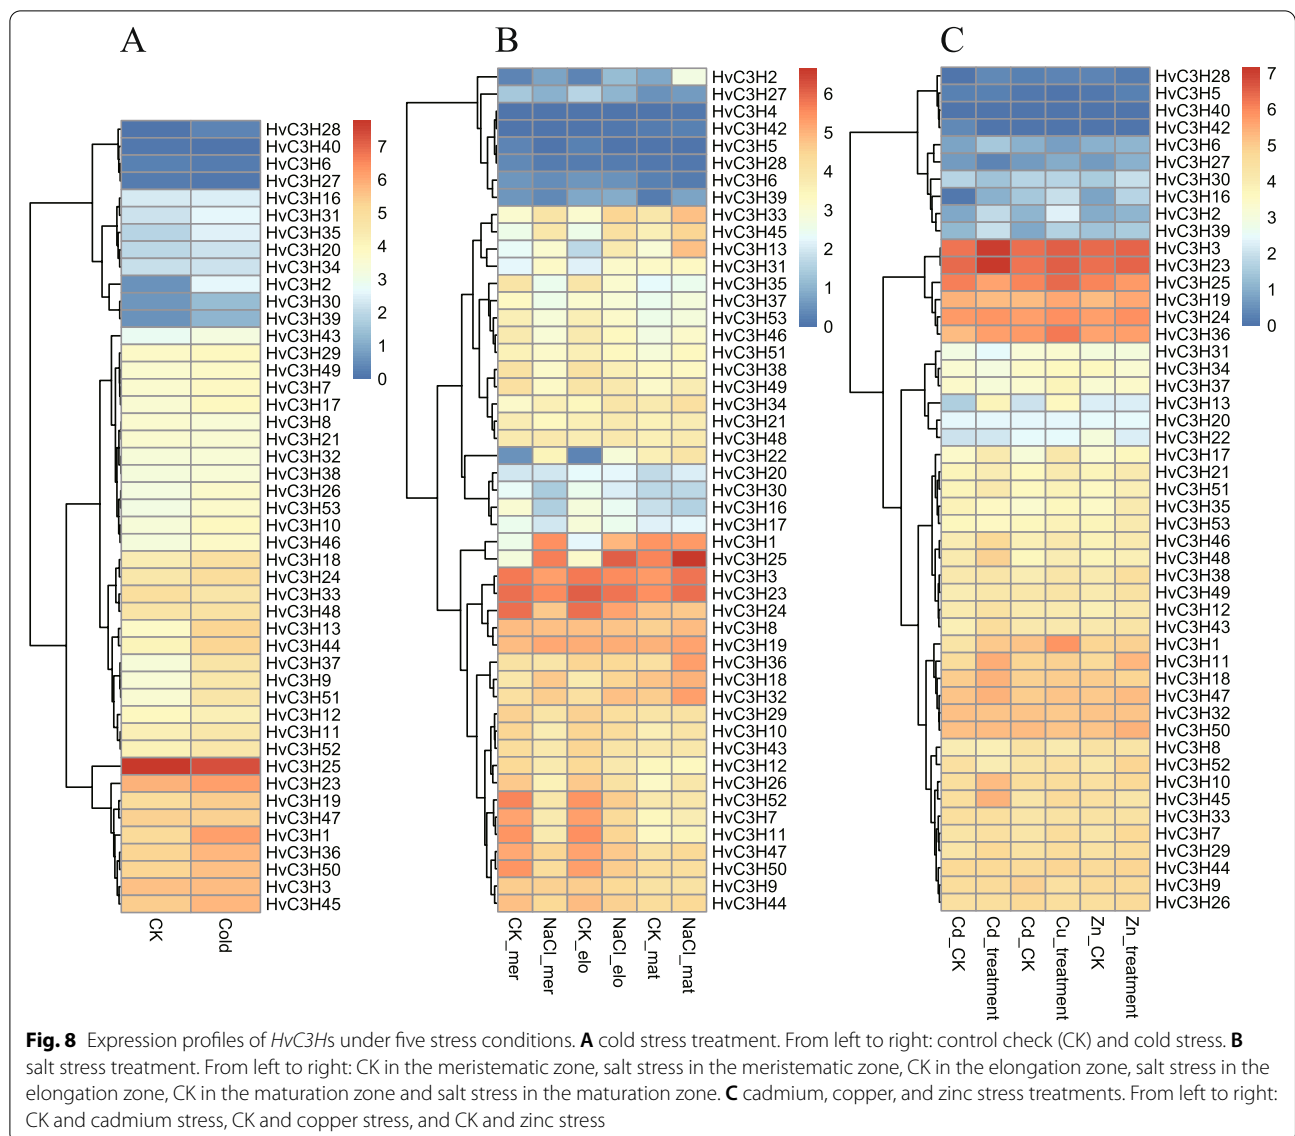 A
HvC3H28
HvC3H40
HvC3H6
HvC3H27
HvC3H16
HvC3H31
HvC3H35
HvC3H20
HvC3H34
HvC3H2
HvC3H30
HvC3H39
HvC3H43
HvC3H29
HvC3H49
HvC3H7
HvC3H17
HvC3H8
HvC3H21
HvC3H32
HvC3H38
HvC3H26
HvC3H53
HvC3H10
HvC3H46
HvC3H18
HvC3H24
HvC3H33
HvC3H48
HvC3H13
HvC3H44
HvC3H37
HvC3H9
HvC3H51
HvC3H12
HvC3H11
HvC3H52
HvC3H25
HvC3H23
HvC3H19
HvC3H47
HvC3H1
HvC3H36
HvC3H50
HvC3H3
HvC3H45
CK
Cold
7
6
5
4
3
2
1
0
B
HvC3H2
HvC3H27
HvC3H4
HvC3H42
HvC3H5
HvC3H28
HvC3H6
HvC3H39
HvC3H33
HvC3H45
HvC3H13
HvC3H31
HvC3H35
HvC3H37
HvC3H53
HvC3H46
HvC3H51
HvC3H38
HvC3H49
HvC3H34
HvC3H21
HvC3H48
HvC3H22
HvC3H20
HvC3H30
HvC3H16
HvC3H17
HvC3H1
HvC3H25
HvC3H3
HvC3H23
HvC3H24
HvC3H8
HvC3H19
HvC3H36
HvC3H18
HvC3H32
HvC3H29
HvC3H10
HvC3H43
HvC3H12
HvC3H26
HvC3H52
HvC3H7
HvC3H11
HvC3H47
HvC3H50
HvC3H9
HvC3H44
CK_mer
NaCl_mer
CK_elo
NaCl_elo
CK_mat
NaCl_mat
6
5
4
3
2
1
0
C
HvC3H28
HvC3H5
HvC3H40
HvC3H42
HvC3H6
HvC3H27
HvC3H30
HvC3H16
HvC3H2
HvC3H39
HvC3H3
HvC3H23
HvC3H25
HvC3H19
HvC3H24
HvC3H36
HvC3H31
HvC3H34
HvC3H37
HvC3H13
HvC3H20
HvC3H22
HvC3H17
HvC3H21
HvC3H51
HvC3H35
HvC3H53
HvC3H46
HvC3H48
HvC3H38
HvC3H49
HvC3H12
HvC3H43
HvC3H1
HvC3H11
HvC3H18
HvC3H47
HvC3H32
HvC3H50
HvC3H8
HvC3H52
HvC3H10
HvC3H45
HvC3H33
HvC3H7
HvC3H29
HvC3H44
HvC3H9
HvC3H26
Cd_CK
Cd_treatment
Cd_CK
Cu_treatment
Zn_CK
Zn_treatment
7
6
5
4
3
2
1
0
Fig. 8 Expression profiles of HvC3Hs under five stress conditions. A cold stress treatment. From left to right: control check (CK) and cold stress. B
salt stress treatment. From left to right: CK in the meristematic zone, salt stress in the meristematic zone, CK in the elongation zone, salt stress in the
elongation zone, CK in the maturation zone and salt stress in the maturation zone. C cadmium, copper, and zinc stress treatments. From left to right:
CK and cadmium stress, CK and copper stress, and CK and zinc stress